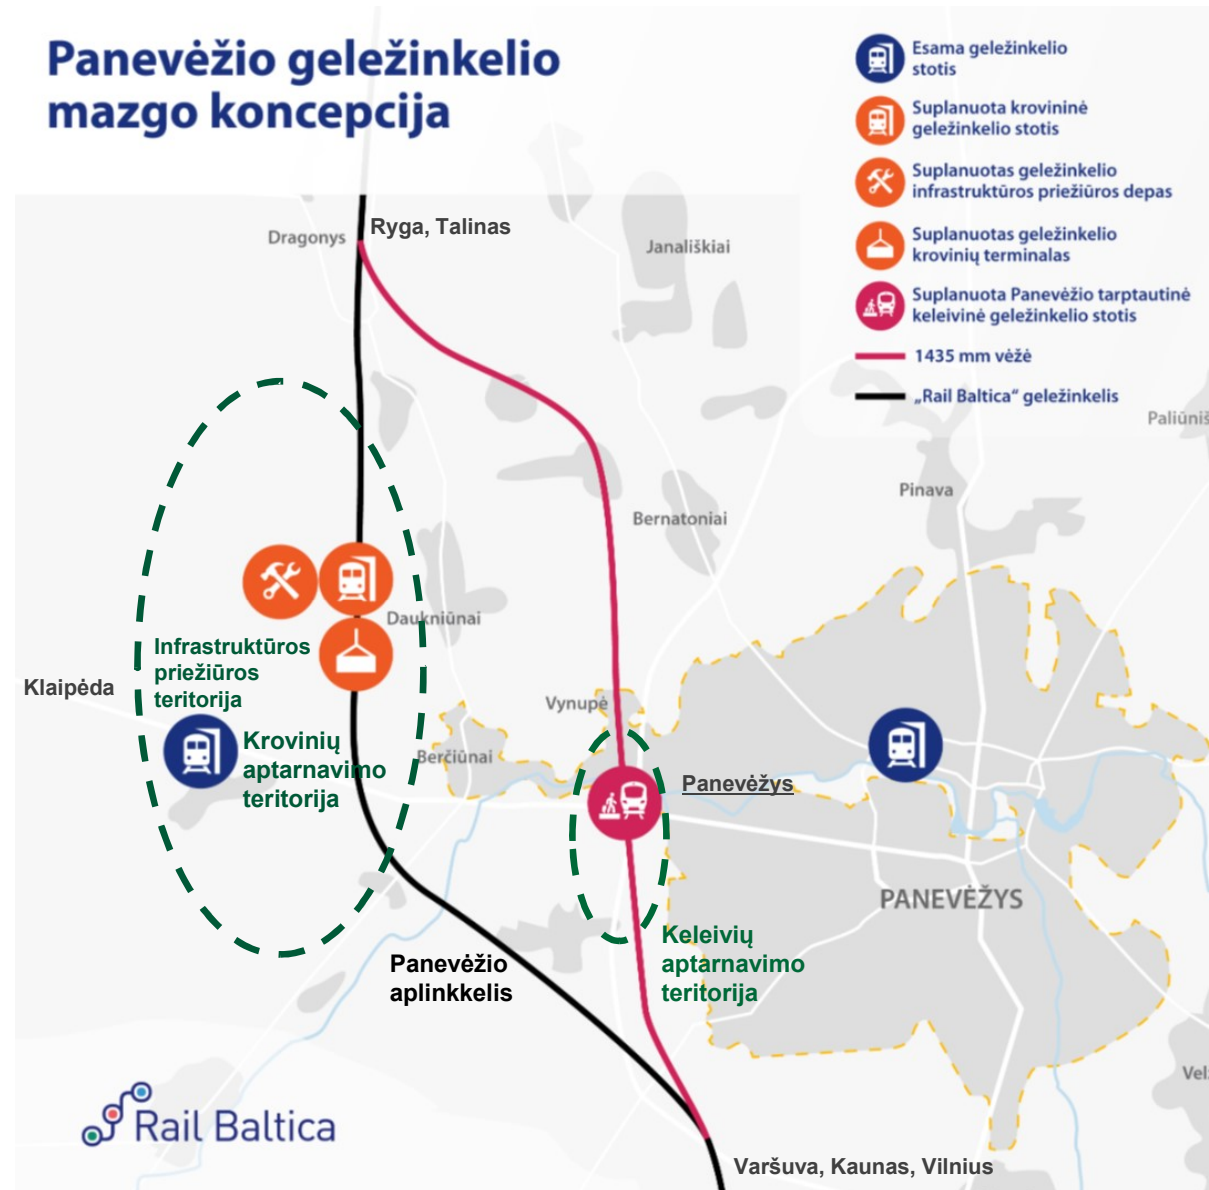 Panevėžio geležinkelio
mazgo koncepcija
Esama geležinkelio
stotis
Suplanuota krovininė
geležinkelio stotis
Suplanuotas geležinkelio
infrastruktūros priežiūros depas
Suplanuotas geležinkelio
krovinių terminalas
Suplanuota Panevėžio tarptautinė
keleivinė geležinkelio stotis
1435 mm vėžė
„Rail Baltica“ geležinkelis
Dragonys
Ryga, Talinas
Janališkiai
Paliūniš
Pinava
Bernatoniai
Daukniūnai
Infrastruktūros
priežiūros
teritorija
Klaipėda
Vynupė
Krovinių
aptarnavimo
teritorija
Berčiūnai
Panevėžys
PANEVĖŽYS
Keleivių
aptarnavimo
teritorija
Panevėžio
aplinkkelis
Velž
Rail Baltica
Varšuva, Kaunas, Vilnius